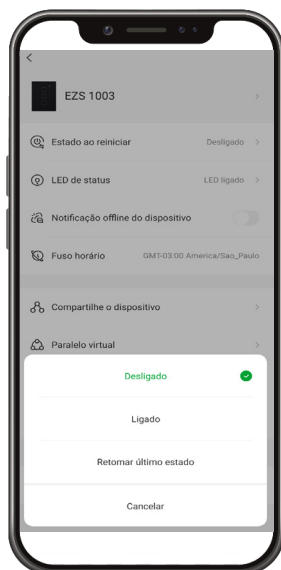 EZS 1003
Estado ao reiniciar Desligado
LED de status LED ligado
Notificação offline do dispositivo
Fuso horário GMT-03:00 America/Sao_Paulo
Compartilhe o dispositivo
Paralelo virtual
Desligado
Ligado
Retornar último estado
Cancelar